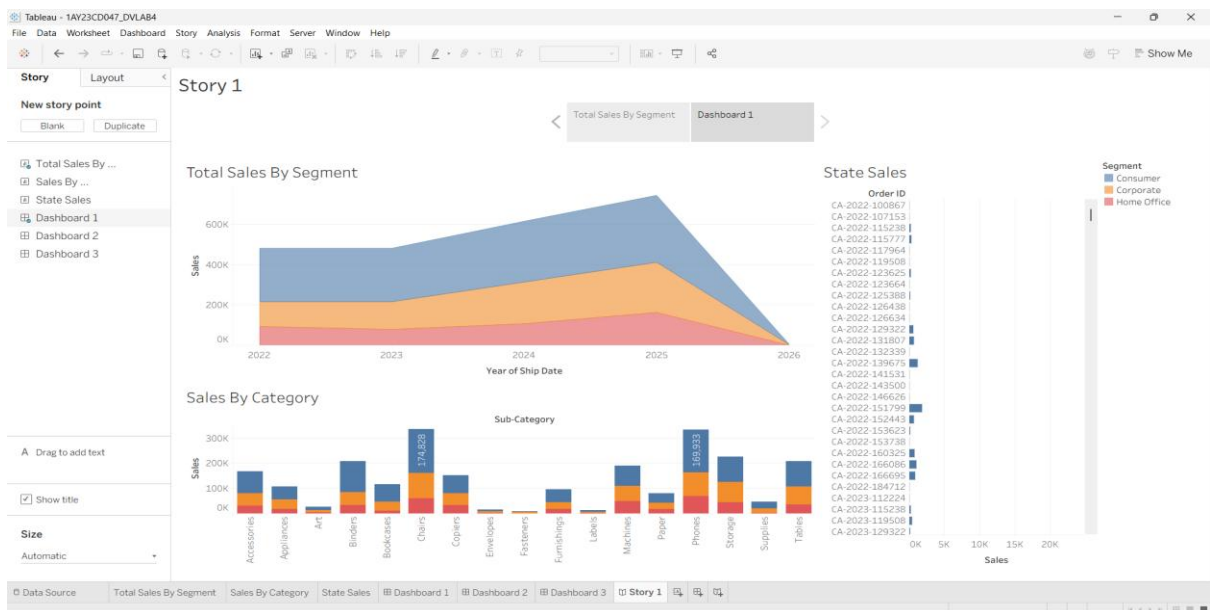 Tableau - 1AY23CD047_DVLAB4
File Data Worksheet Dashboard Story Analysis Format Server Window Help
Show Me
Story Layout
New story point
Blank Duplicate
Total Sales By ...
Sales By ...
State Sales
Dashboard 1
Dashboard 2
Dashboard 3
A Drag to add text
Show title
Size
Automatic
Story 1
Total Sales By Segment Dashboard 1
Total Sales By Segment
Sales
600K
400K
200K
0K
2022 2023 2024 2025 2026
Year of Ship Date
Sales By Category
Sub-Category
Sales
300K
200K
100K
0K
174,828
169,933
Accessories
Appliances
Art
Binders
Bookcases
Chairs
Copiers
Envelopes
Fasteners
Furnishings
Labels
Machines
Paper
Phones
Storage
Supplies
Tables
State Sales
Order ID
CA-2022-100867
CA-2022-107153
CA-2022-115238
CA-2022-115777
CA-2022-117964
CA-2022-119508
CA-2022-123625
CA-2022-123664
CA-2022-125388
CA-2022-126438
CA-2022-126634
CA-2022-129322
CA-2022-131807
CA-2022-132339
CA-2022-139675
CA-2022-141531
CA-2022-143500
CA-2022-146626
CA-2022-151799
CA-2022-152443
CA-2022-153623
CA-2022-153738
CA-2022-160325
CA-2022-166086
CA-2022-166695
CA-2022-184712
CA-2023-112224
CA-2023-115238
CA-2023-119508
CA-2023-129322
0K 5K 10K 15K 20K
Sales
Segment
Consumer
Corporate
Home Office
Data Source Total Sales By Segment Sales By Category State Sales Dashboard 1 Dashboard 2 Dashboard 3 Story 1